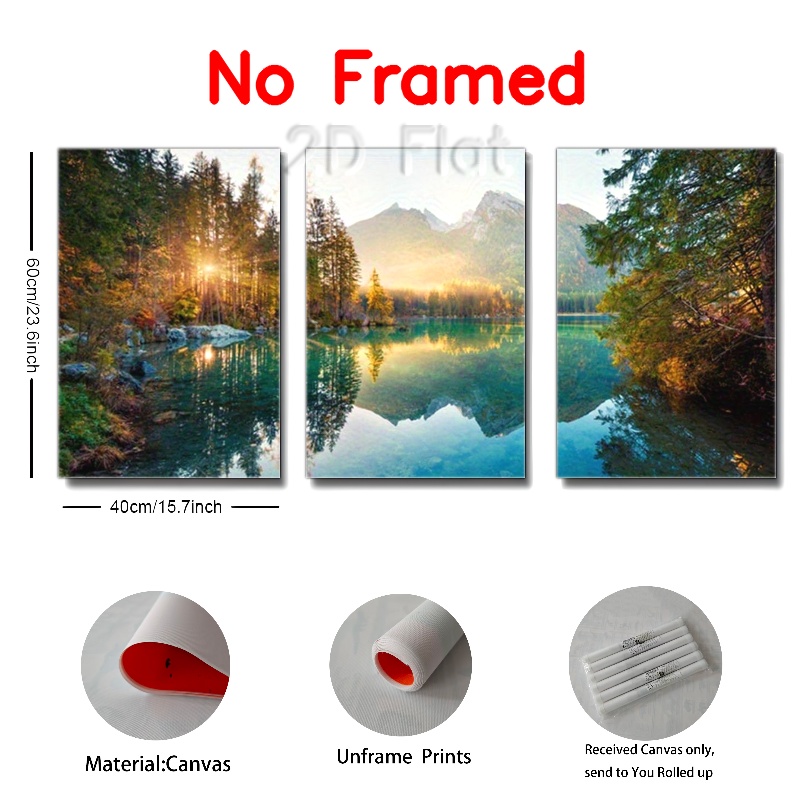 No Framed
2D Flat
60cm/23.6inch
40cm/15.7inch
Material:Canvas
Unframe Prints
Received Canvas only,
send to You Rolled up